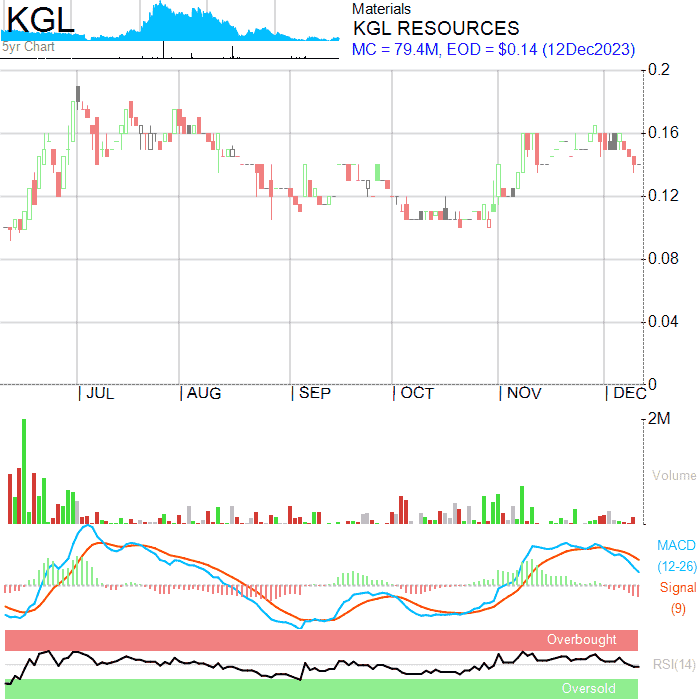 KGL
5yr Chart
Materials
KGL RESOURCES
MC = 79.4M, EOD = $0.14 (12Dec2023)
0.2
0.16
0.12
0.08
0.04
0
JUL AUG SEP OCT NOV DEC
2M
Volume
MACD
(12-26)
Signal
(9)
Overbought
RSI(14)
Oversold